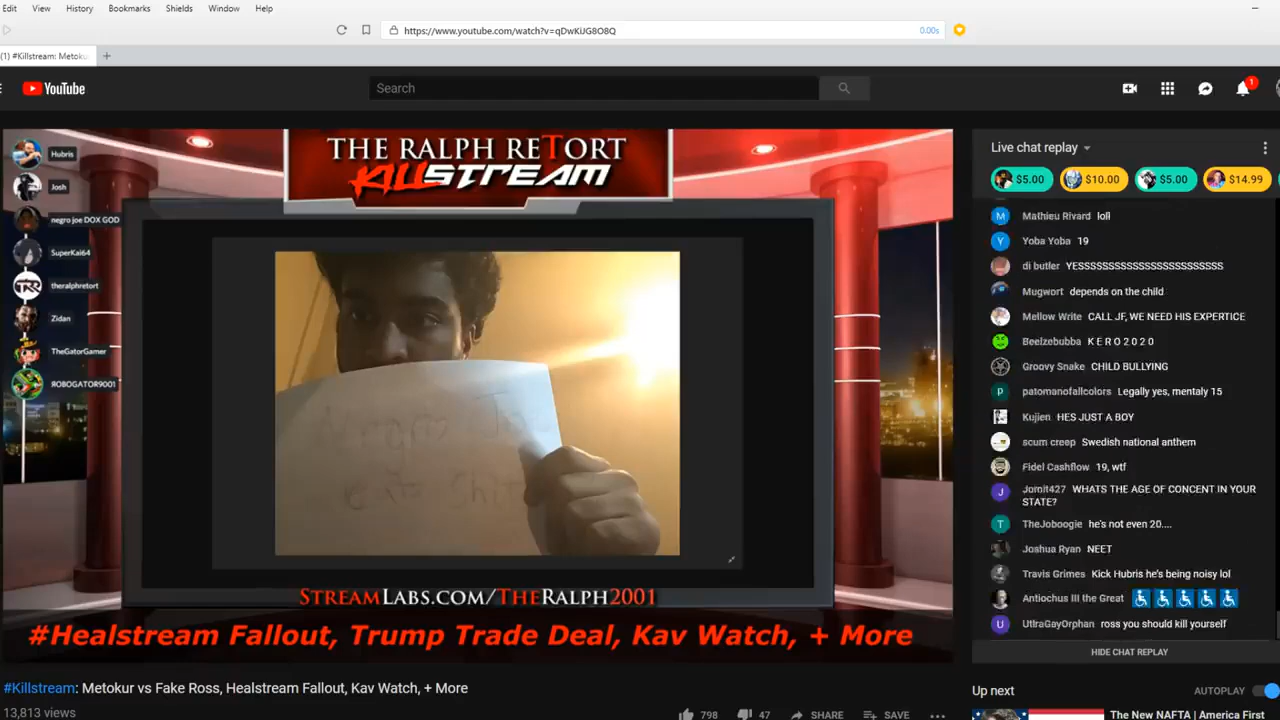 Edit View History Bookmarks Shields Window Help
https://www.youtube.com/watch?v=qDwKiJG8O8Q 0.00s
(1) #Killstream: Metoku
YouTube
Search
1
THE RALPH RETORT
KILLSTREAM
Hubris
Josh
negro joe DOX GOD
SuperKai64
theralphretort
Zidan
TheGatorGamer
ROBOGATOR9001
STREAMLABS.COM/THERALPH2001
#Healstream Fallout, Trump Trade Deal, Kav Watch, + More
#Killstream: Metokur vs Fake Ross, Healstream Fallout, Kav Watch, + More
13,813 views
798 47 SHARE SAVE
Live chat replay
$5.00 $10.00 $5.00 $14.99
Mathieu Rivard loll
Yoba Yoba 19
di butler YESSSSSSSSSSSSSSSSSSSSSSSS
Mugwort depends on the child
Mellow Write CALL JF, WE NEED HIS EXPERTICE
Beelzebubba K E R O 2 0 2 0
Groovy Snake CHILD BULLYING
patomanofallcolors Legally yes, mentaly 15
Kujien HES JUST A BOY
scum creep Swedish national anthem
Fidel Cashflow 19, wtf
Jomit427 WHATS THE AGE OF CONCENT IN YOUR
STATE?
TheJoboogie he's not even 20....
Joshua Ryan NEET
Travis Grimes Kick Hubris he's being noisy lol
Antiochus III the Great
UtlraGayOrphan ross you should kill yourself
HIDE CHAT REPLAY
Up next AUTOPLAY
The New NAFTA | America First